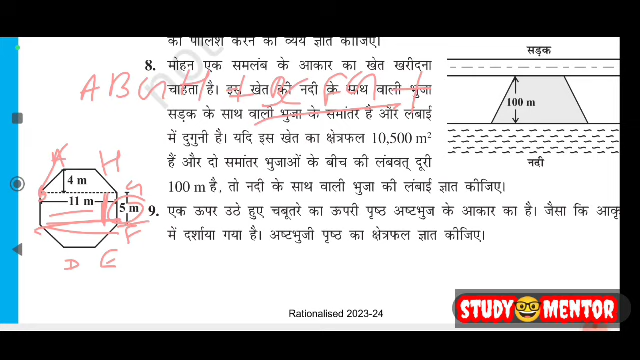 को पॉलिश करने का व्यय ज्ञात कीजिए।
8. मोहन एक समलंब के आकार का खेत खरीदना
चाहता है। इस खेत की नदी के साथ वाली भुजा
सड़क के साथ वाली भुजा के समांतर है और लंबाई
में दुगुनी है। यदि इस खेत का क्षेत्रफल 10,500 m²
हैं और दो समांतर भुजाओं के बीच की लंबवत् दूरी
100 m है, तो नदी के साथ वाली भुजा की लंबाई ज्ञात कीजिए।
सड़क
100 m
नदी
ABGH +
A H
4 m
11 m
G
5 m
F
D E
9. एक ऊपर उठे हुए चबूतरे का ऊपरी पृष्ठ अष्टभुज के आकार का है। जैसा कि आकृ
में दर्शाया गया है। अष्टभुजी पृष्ठ का क्षेत्रफल ज्ञात कीजिए।
Rationalised 2023-24
STUDY MENTOR